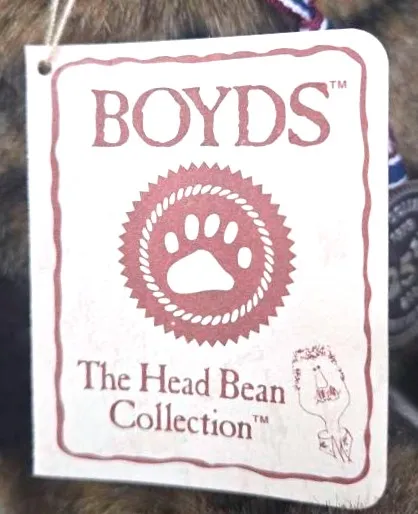 BOYDS™
The Head Bean
Collection™